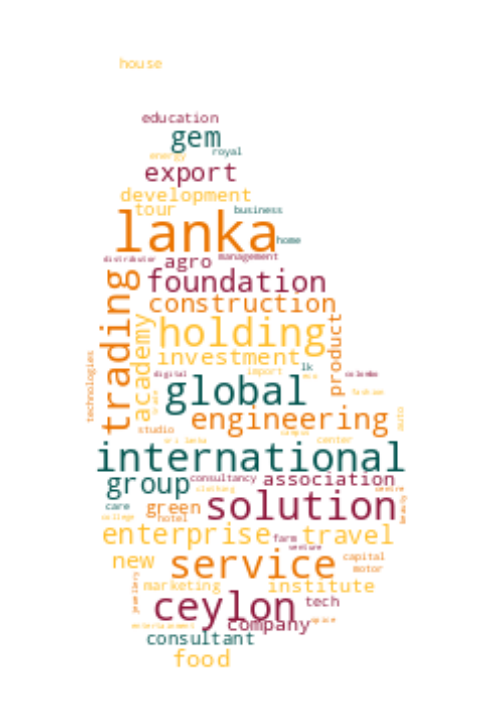 house
education
gem
royal
energy
export
development
tour
business
lanka
home
distributor
agro
management
foundation
trading
construction
academy
holding
product
investment
lk
technologies
digital
import
colombo
global
fashion
engineering
auto
studio
campus
sri lanka
center
international
group
consultancy
association
clothing
centre
care
green
solution
beauty
college
hotel
enterprise
farm
travel
venture
new
service
capital
motor
jewellery
marketing
institute
ceylon
tech
entertainment
company
spice
consultant
food